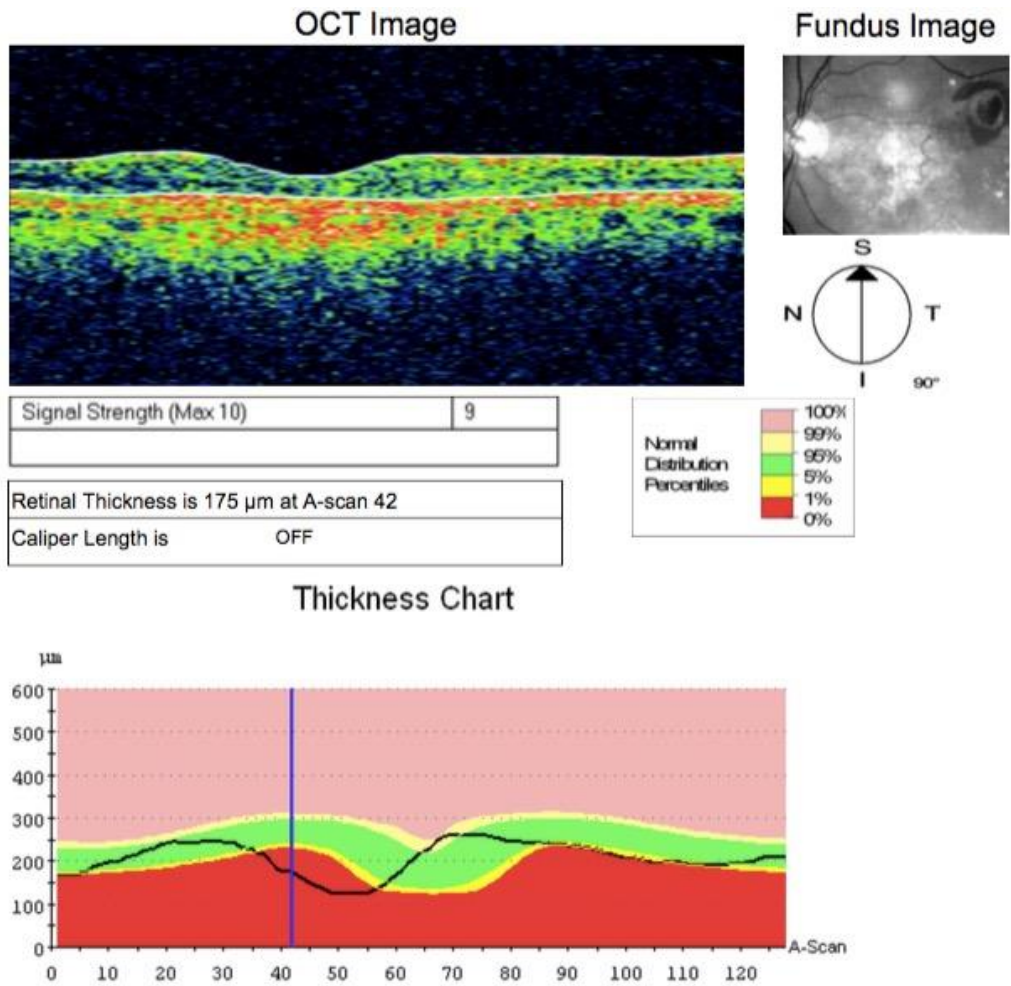 OCT Image
Fundus Image
S
N T
I
90°
Signal Strength (Max 10) 9
Normal
Distribution
Percentiles
100%
99%
95%
5%
1%
0%
Retinal Thickness is 175 µm at A-scan 42
Caliper Length is OFF
Thickness Chart
µm
600
500
400
300
200
100
0
A-Scan
0 10 20 30 40 50 60 70 80 90 100 110 120